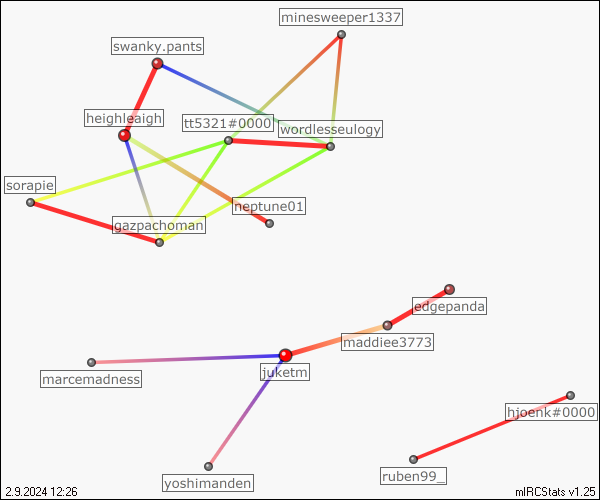 minesweeper1337
swanky.pants
heighleaigh
tt5321#0000
wordlesseulogy
sorapie
neptune01
gazpachoman
edgepanda
maddiee3773
juketm
marcemadness
hjoenk#0000
yoshimanden
ruben99_
2.9.2024 12:26
mIRCStats v1.25